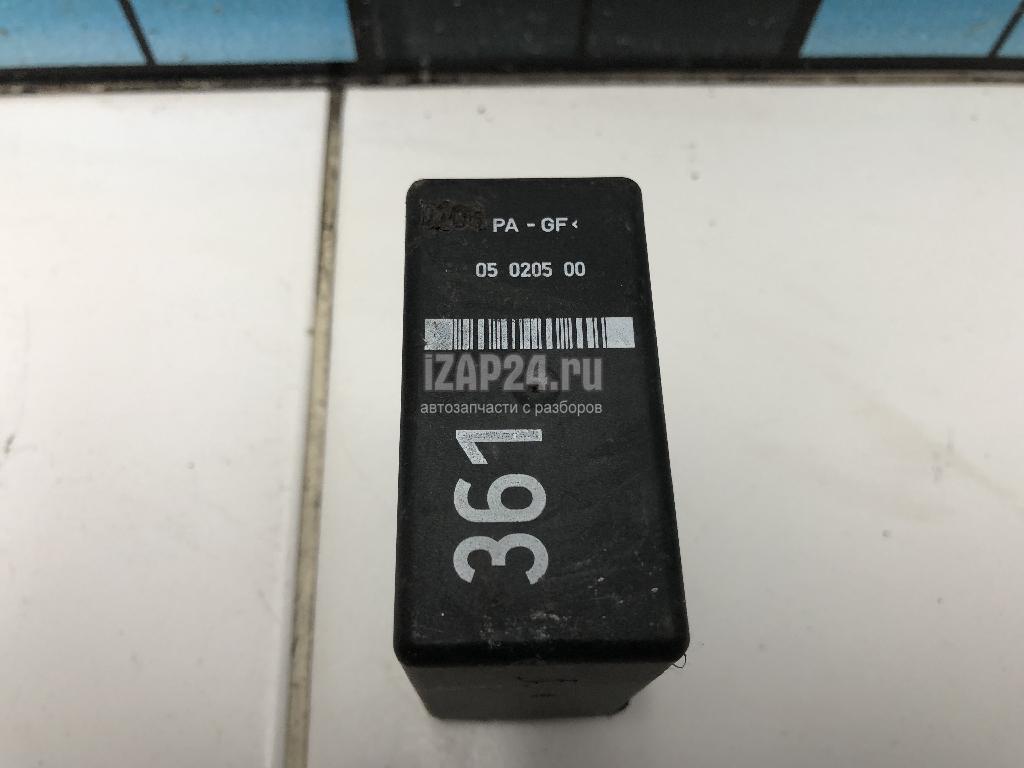 PA - GF<
05 0205 00
iZAP24.ru
автозапчасти с разборов
361